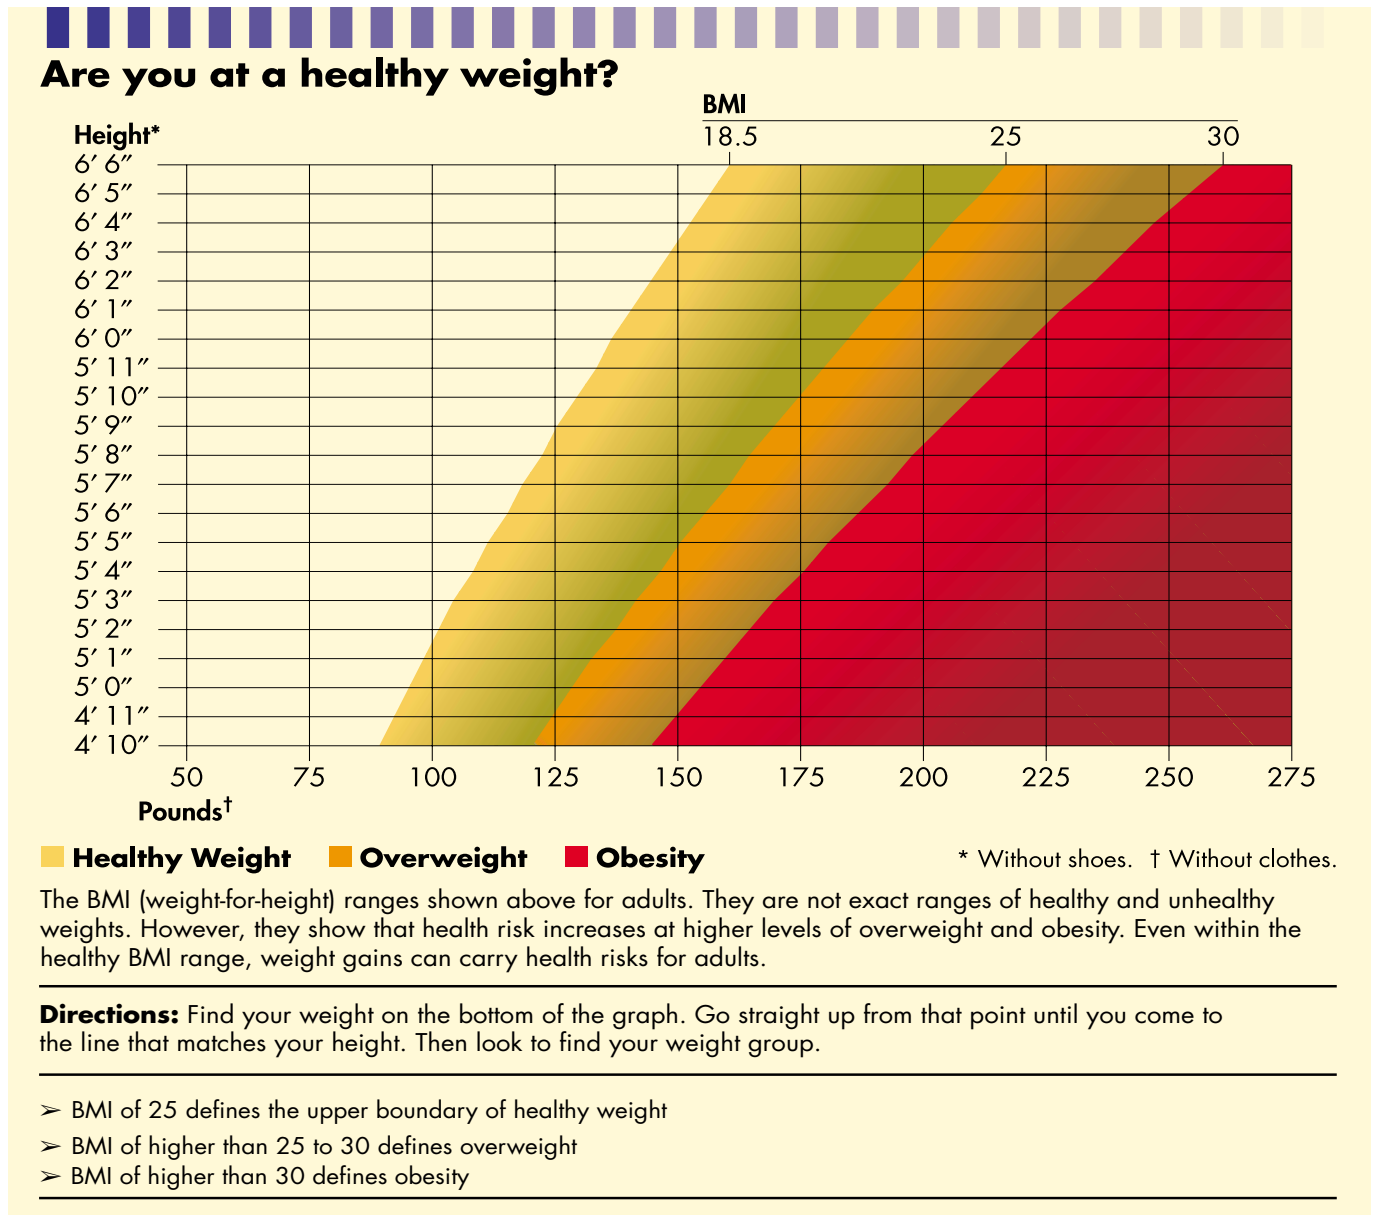 Are you at a healthy weight?
BMI
Height*
18.5 25 30
6′ 6″
6′ 5″
6′ 4″
6′ 3″
6′ 2″
6′ 1″
6′ 0″
5′ 11″
5′ 10″
5′ 9″
5′ 8″
5′ 7″
5′ 6″
5′ 5″
5′ 4″
5′ 3″
5′ 2″
5′ 1″
5′ 0″
4′ 11″
4′ 10″
50 75 100 125 150 175 200 225 250 275
Pounds†
Healthy Weight Overweight Obesity * Without shoes. † Without clothes.
The BMI (weight-for-height) ranges shown above for adults. They are not exact ranges of healthy and unhealthy
weights. However, they show that health risk increases at higher levels of overweight and obesity. Even within the
healthy BMI range, weight gains can carry health risks for adults.
Directions: Find your weight on the bottom of the graph. Go straight up from that point until you come to
the line that matches your height. Then look to find your weight group.
➢ BMI of 25 defines the upper boundary of healthy weight
➢ BMI of higher than 25 to 30 defines overweight
➢ BMI of higher than 30 defines obesity